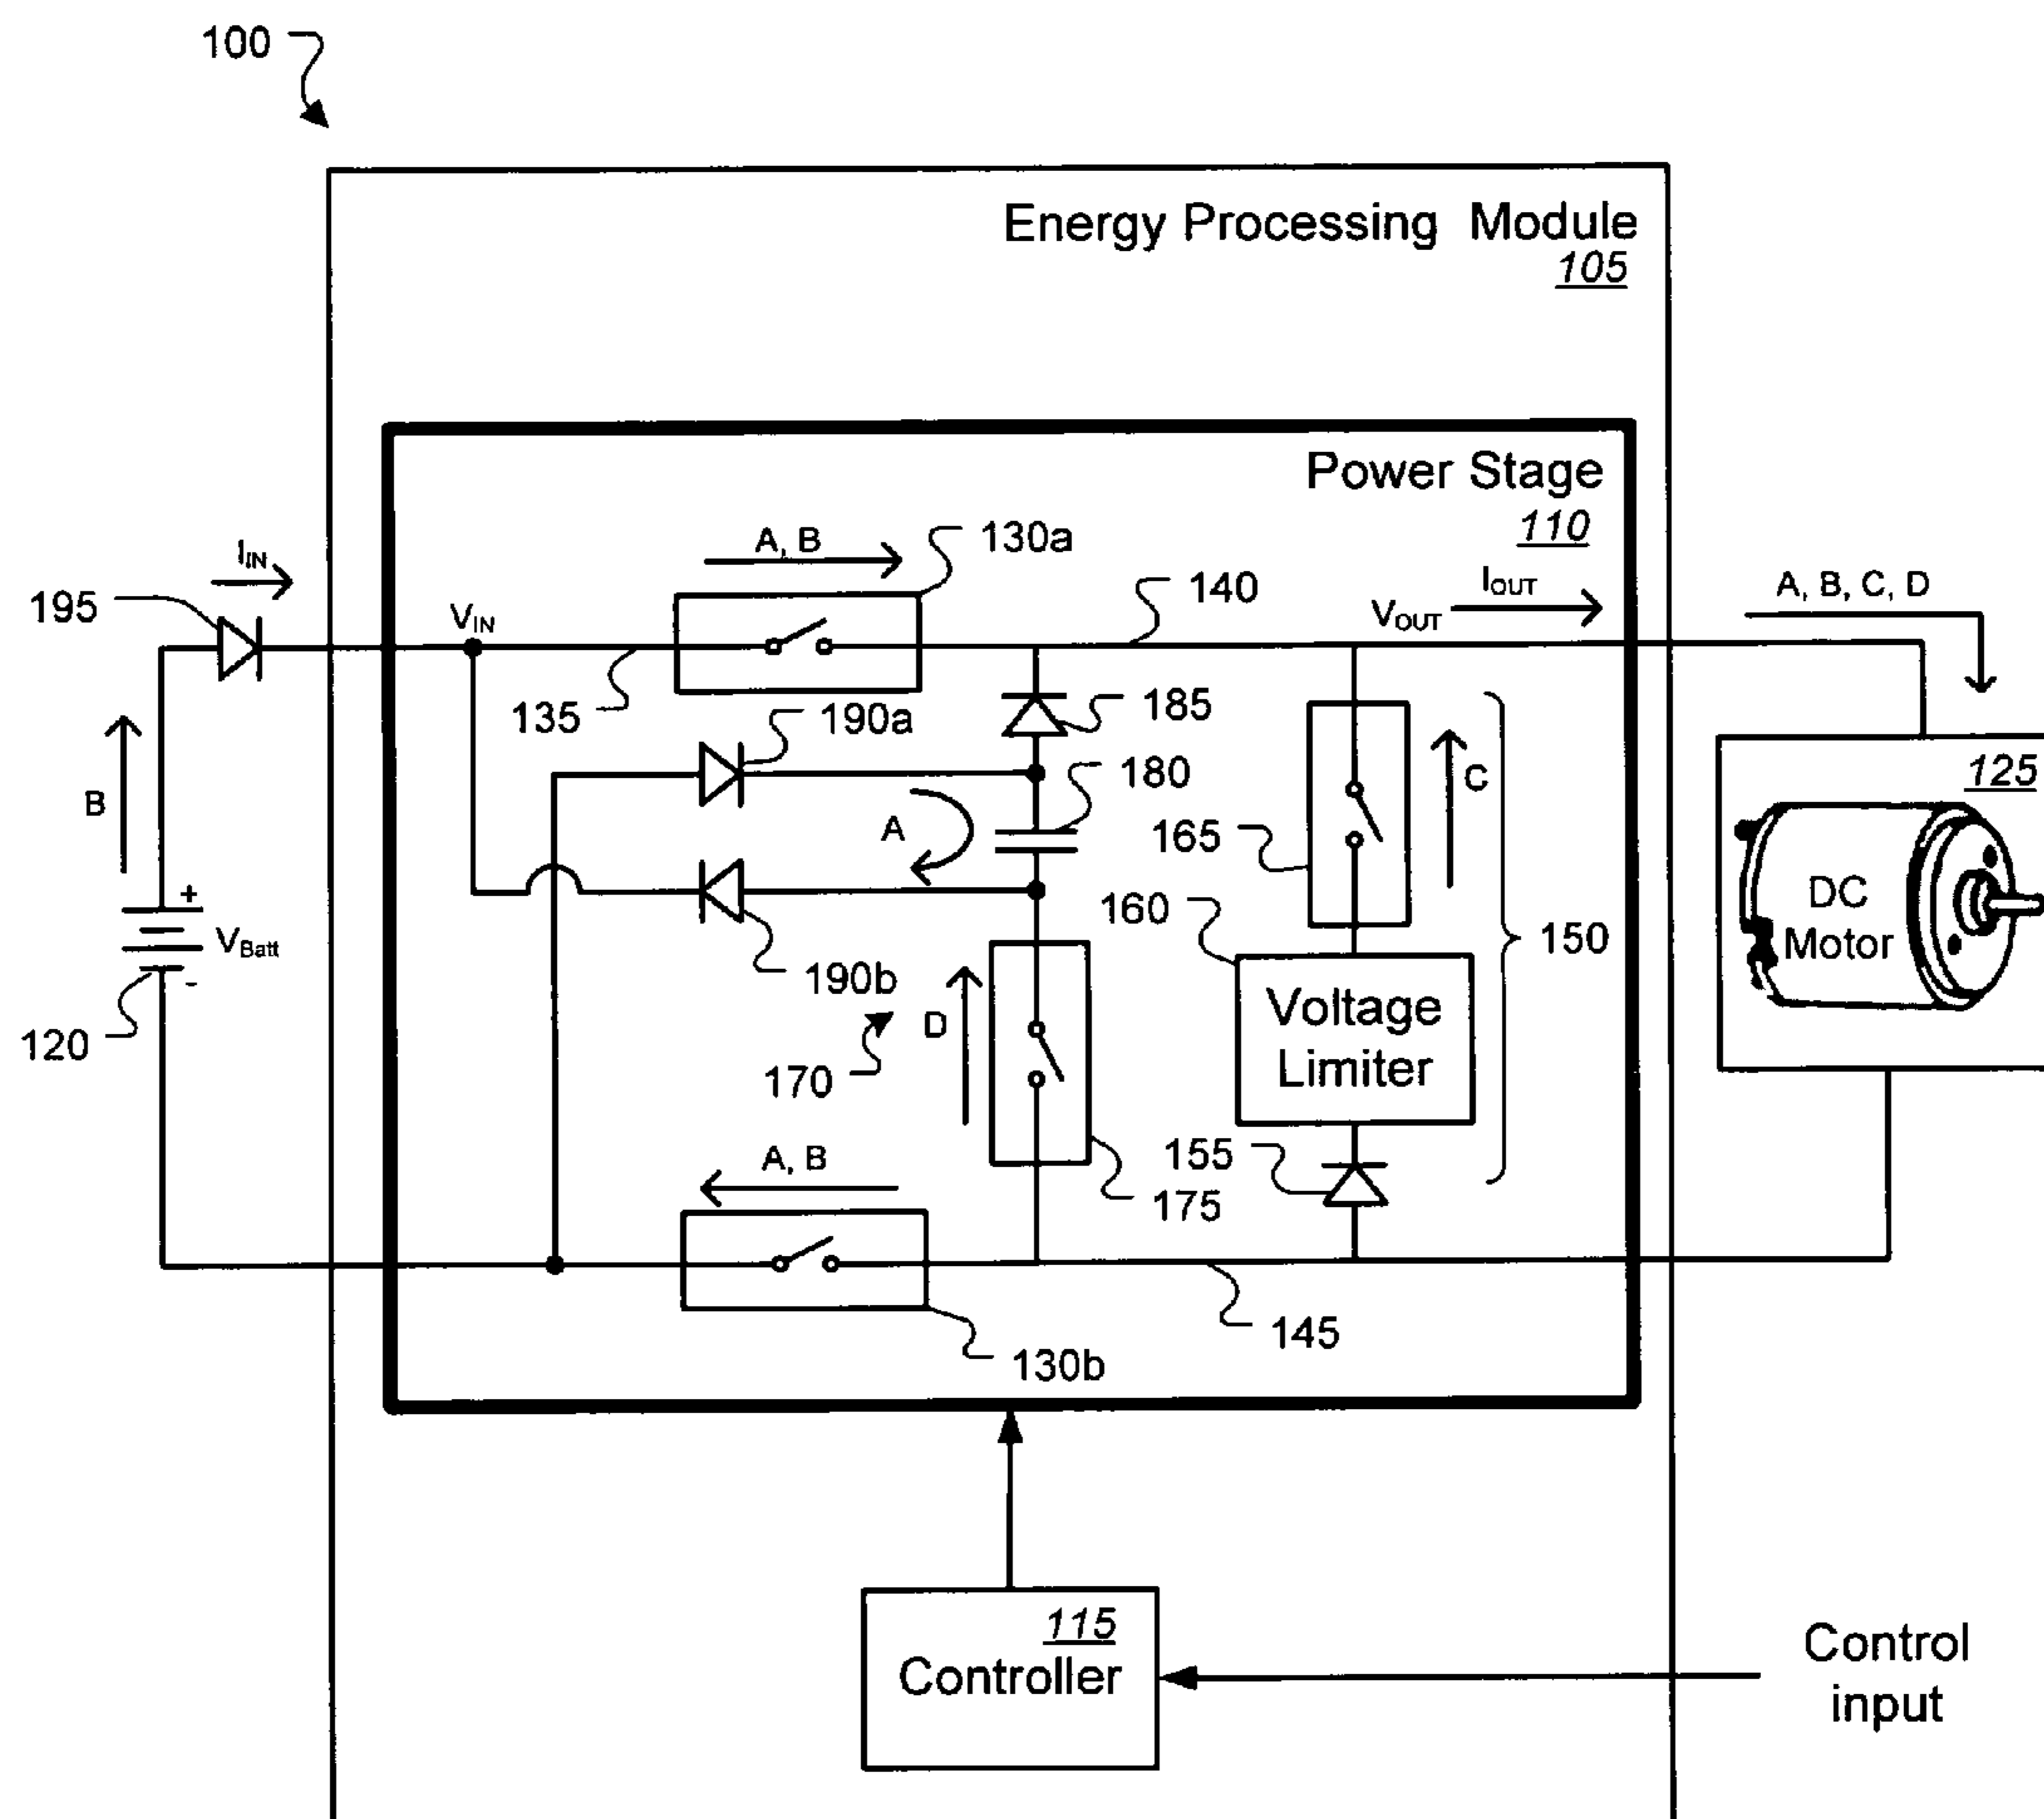 100
Energy Processing Module
105
Power Stage
110
130a
A, B
I_IN
195
V_IN
140
V_OUT
I_OUT
A, B, C, D
135
190a
185
180
125
B
A
165
C
DC
Motor
+
V_Batt
-
120
160
150
190b
Voltage
Limiter
D
170
155
175
A, B
145
130b
115
Controller
Control
input